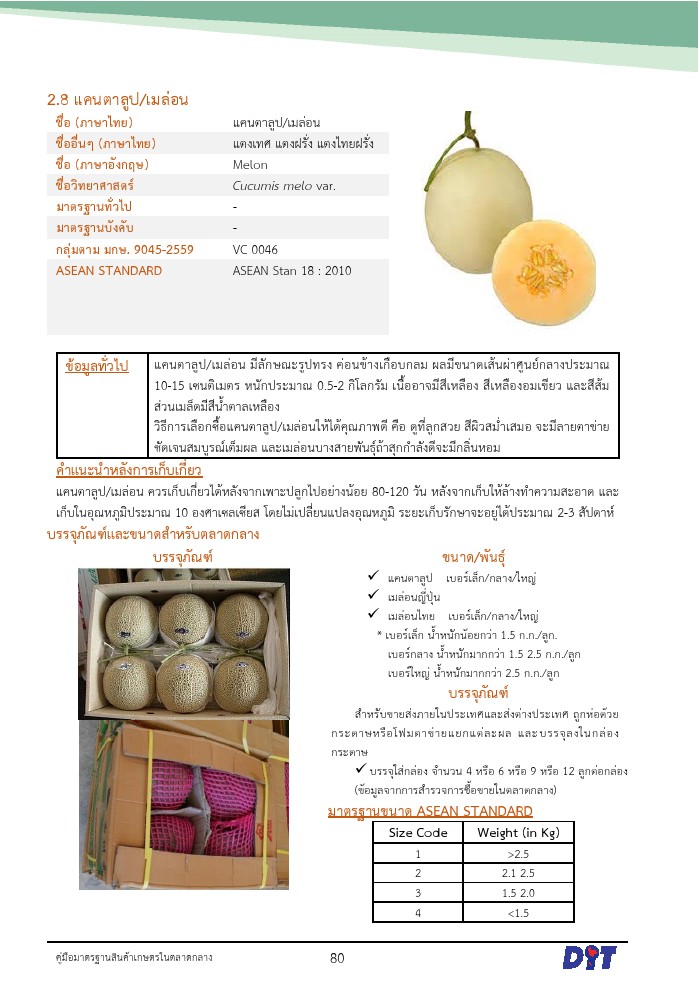 2.8 แคนตาลูป/เมล่อน
ชื่อ (ภาษาไทย) แคนตาลูป/เมล่อน
ชื่ออื่นๆ (ภาษาไทย) แตงเทศ แตงฝรั่ง แตงไทยฝรั่ง
ชื่อ (ภาษาอังกฤษ) Melon
ชื่อวิทยาศาสตร์ Cucumis melo var.
มาตรฐานทั่วไป -
มาตรฐานบังคับ -
กลุ่มตาม มกษ. 9045-2559 VC 0046
ASEAN STANDARD ASEAN Stan 18 : 2010
ข้อมูลทั่วไป แคนตาลูป/เมล่อน มีลักษณะรูปทรง ค่อนข้างเกือบกลม ผลมีขนาดเส้นผ่าศูนย์กลางประมาณ
10-15 เซนติเมตร หนักประมาณ 0.5-2 กิโลกรัม เนื้ออาจมีสีเหลือง สีเหลืองอมเขียว และสีส้ม
ส่วนเมล็ดมีสีน้ำตาลเหลือง
วิธีการเลือกซื้อแคนตาลูป/เมล่อนให้ได้คุณภาพดี คือ ดูที่ลูกสวย สีผิวสม่ำเสมอ จะมีลายตาข่าย
ชัดเจนสมบูรณ์เต็มผล และเมล่อนบางสายพันธุ์ถ้าสุกกำลังดีจะมีกลิ่นหอม
คำแนะนำหลังการเก็บเกี่ยว
แคนตาลูป/เมล่อน ควรเก็บเกี่ยวได้หลังจากเพาะปลูกไปอย่างน้อย 80-120 วัน หลังจากเก็บให้ล้างทำความสะอาด และ
เก็บในอุณหภูมิประมาณ 10 องศาเซลเซียส โดยไม่เปลี่ยนแปลงอุณหภูมิ ระยะเก็บรักษาจะอยู่ได้ประมาณ 2-3 สัปดาห์
บรรจุภัณฑ์และขนาดสำหรับตลาดกลาง
บรรจุภัณฑ์
ขนาด/พันธุ์
✓ แคนตาลูป เบอร์เล็ก/กลาง/ใหญ่
✓ เมล่อนญี่ปุ่น
✓ เมล่อนไทย เบอร์เล็ก/กลาง/ใหญ่
* เบอร์เล็ก น้ำหนักน้อยกว่า 1.5 ก.ก./ลูก.
เบอร์กลาง น้ำหนักมากกว่า 1.5 2.5 ก.ก./ลูก
เบอร์ใหญ่ น้ำหนักมากกว่า 2.5 ก.ก./ลูก
บรรจุภัณฑ์
สำหรับขายส่งภายในประเทศและส่งต่างประเทศ ถูกห่อด้วย
กระดาษหรือโฟมตาข่ายแยกแต่ละผล และบรรจุลงในกล่อง
กระดาษ
✓ บรรจุใส่กล่อง จำนวน 4 หรือ 6 หรือ 9 หรือ 12 ลูกต่อกล่อง
(ข้อมูลจากการสำรวจการซื้อขายในตลาดกลาง)
มาตรฐานขนาด ASEAN STANDARD
Size Code Weight (in Kg)
1 >2.5
2 2.1 2.5
3 1.5 2.0
4 <1.5
คู่มือมาตรฐานสินค้าเกษตรในตลาดกลาง 80 DIT